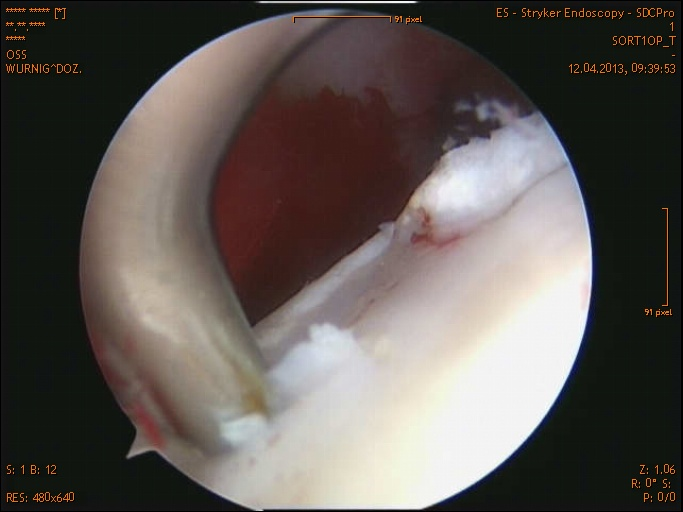 ***** ***** [*]
**.**.****
*****
OSS
WURNIG^DOZ.
91 pixel
ES - Stryker Endoscopy - SDCPro
1
SORT1OP_T
-
12.04.2013, 09:39:53
91 pixel
S: 1 B: 12
RES: 480x640
Z: 1.06
R: 0° S:
P: 0/0